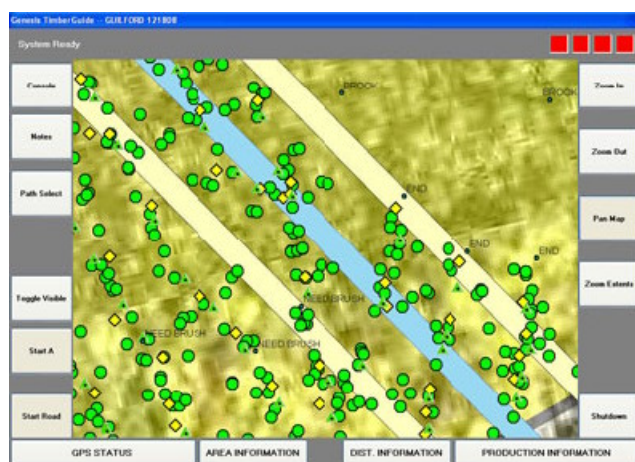 Genesis TimberGuide -- GUILFORD 121808
System Ready
Console
Zoom In
BROOK
BROOK
Notes
Zoom Out
Path Select
END
Pan Map
END
END
Toggle Visible
Zoom Extents
NEED BRUSH
NEED BRUSH
NEED BRUSH
Start A
Start Road
Shutdown
GPS STATUS
AREA INFORMATION
DIST. INFORMATION
PRODUCTION INFORMATION